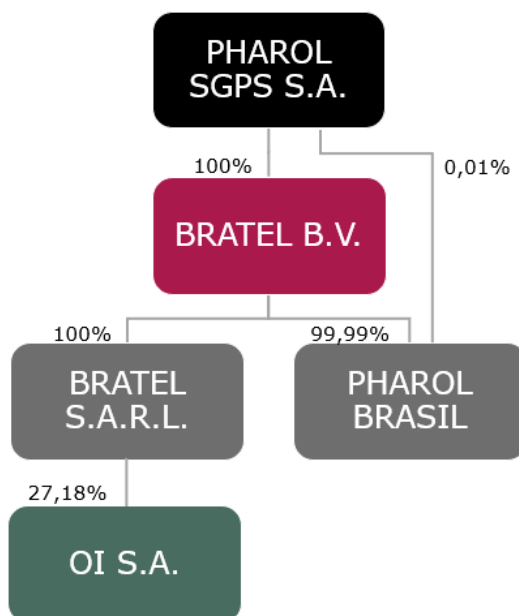 PHAROL
SGPS S.A.
100%
0,01%
BRATEL B.V.
100%
99,99%
BRATEL
S.A.R.L.
PHAROL
BRASIL
27,18%
OI S.A.